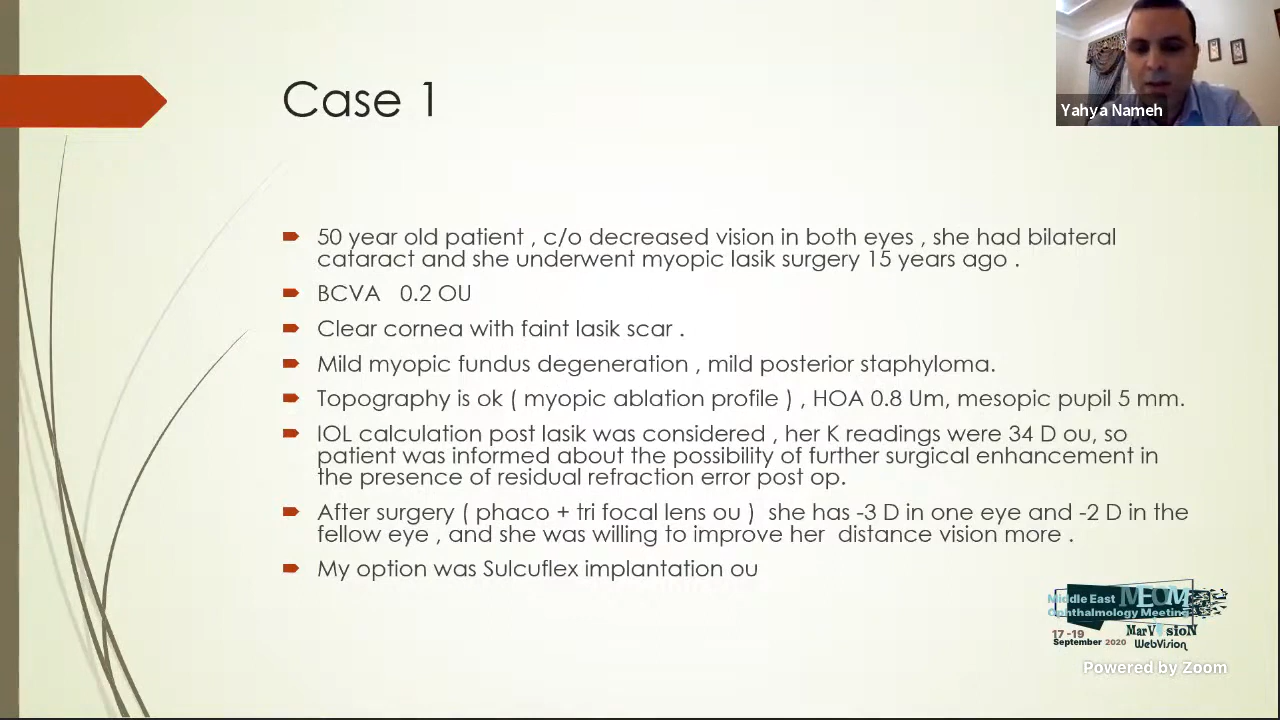 Case 1
Yahya Nameh
50 year old patient , c/o decreased vision in both eyes , she had bilateral
cataract and she underwent myopic lasik surgery 15 years ago .
BCVA 0.2 OU
Clear cornea with faint lasik scar .
Mild myopic fundus degeneration , mild posterior staphyloma.
Topography is ok ( myopic ablation profile ) , HOA 0.8 Um, mesopic pupil 5 mm.
IOL calculation post lasik was considered , her K readings were 34 D ou, so
patient was informed about the possibility of further surgical enhancement in
the presence of residual refraction error post op.
After surgery ( phaco + tri focal lens ou ) she has -3 D in one eye and -2 D in the
fellow eye , and she was willing to improve her distance vision more .
My option was Sulcuflex implantation ou
Middle East MEOM
Ophthalmology Meeting
17 -19 MarVisioN
September 2020 WebVision
Powered by Zoom